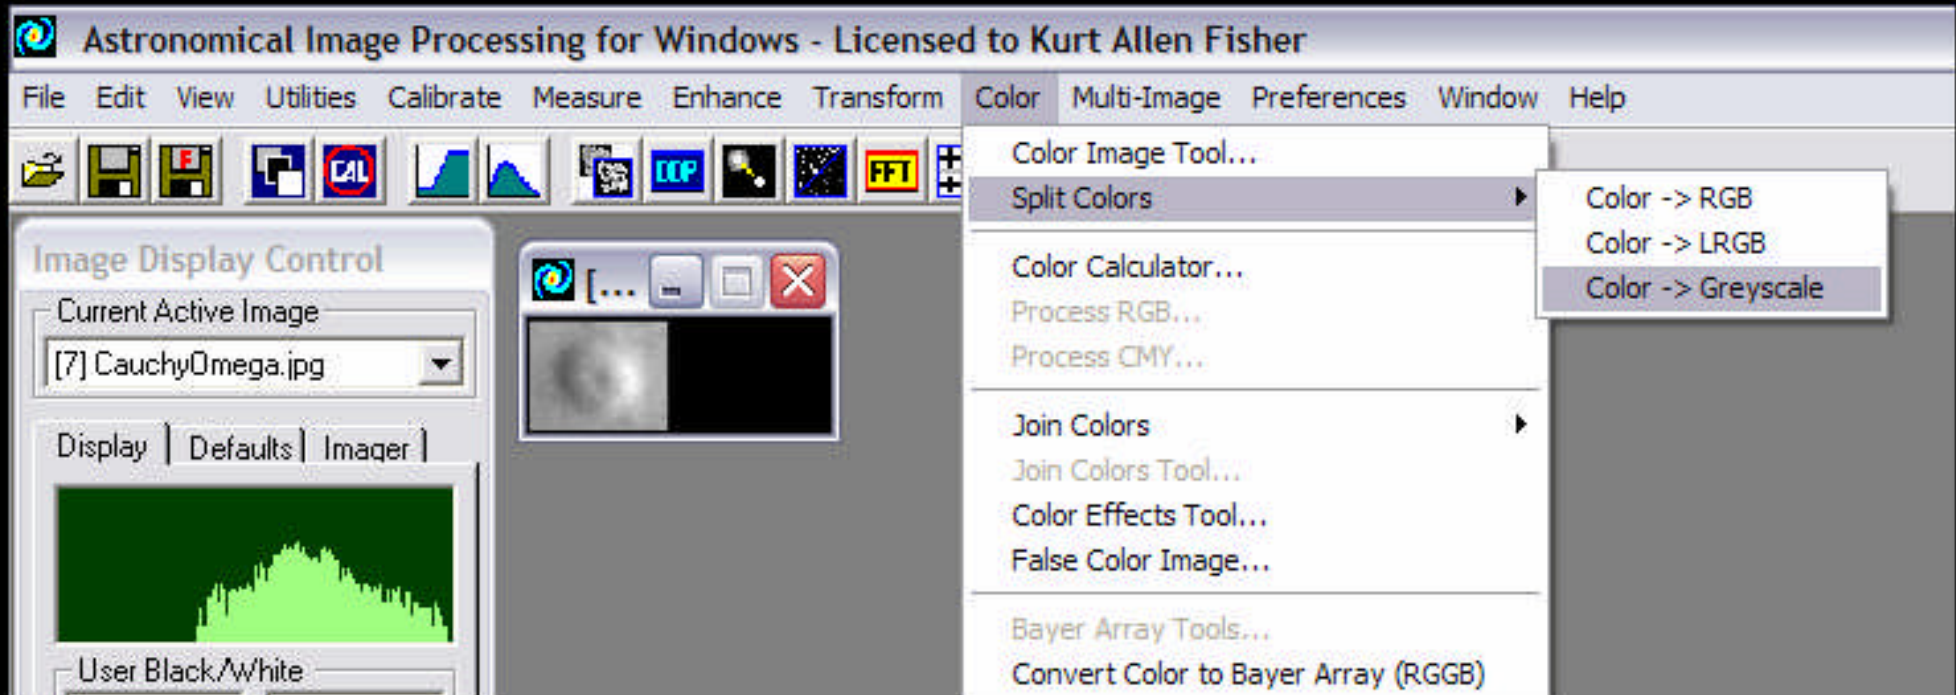 Astronomical Image Processing for Windows - Licensed to Kurt Allen Fisher
File Edit View Utilities Calibrate Measure Enhance Transform Color Multi-Image Preferences Window Help
F CAL DDP FFT
Color Image Tool...
Split Colors
Color -> RGB
Color -> LRGB
Color -> Greyscale
Color Calculator...
Process RGB...
Process CMY...
Join Colors
Join Colors Tool...
Color Effects Tool...
False Color Image...
Bayer Array Tools...
Convert Color to Bayer Array (RGGB)
Image Display Control
Current Active Image
[7] CauchyOmega.jpg
Display Defaults Imager
User Black/White
[...